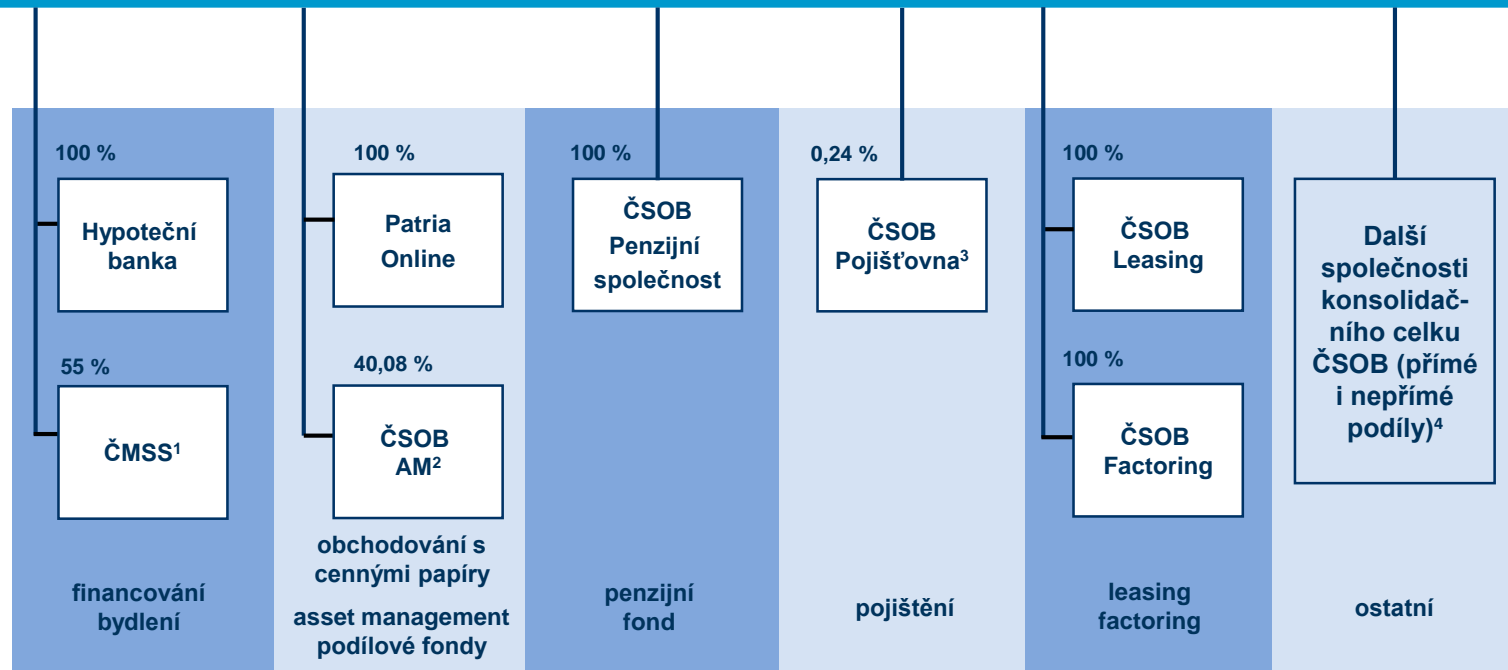 100 %
Hypoteční
banka
55 %
ČMSS¹
financování
bydlení
100 %
Patria
Online
40,08 %
ČSOB
AM²
obchodování s
cennými papíry
asset management
podílové fondy
100 %
ČSOB
Penzijní
společnost
penzijní
fond
0,24 %
ČSOB
Pojišťovna³
pojištění
100 %
ČSOB
Leasing
100 %
ČSOB
Factoring
leasing
factoring
Další
společnosti
konsolidač-
ního celku
ČSOB (přímé
i nepřímé
podíly)⁴
ostatní